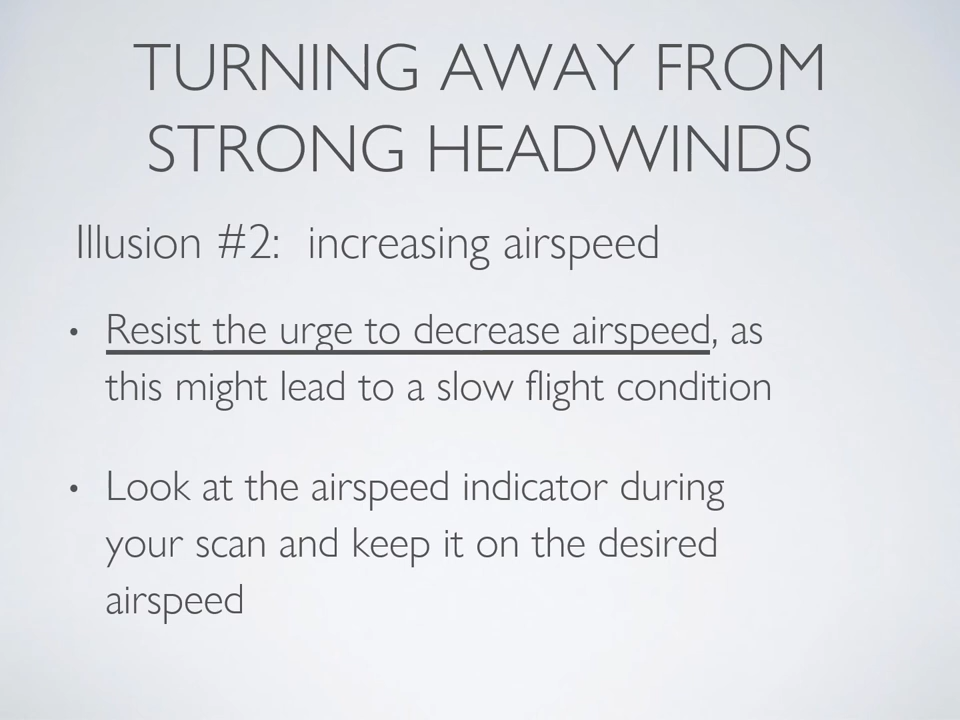 TURNING AWAY FROM
STRONG HEADWINDS
Illusion #2: increasing airspeed
• Resist the urge to decrease airspeed, as
this might lead to a slow flight condition
• Look at the airspeed indicator during
your scan and keep it on the desired
airspeed